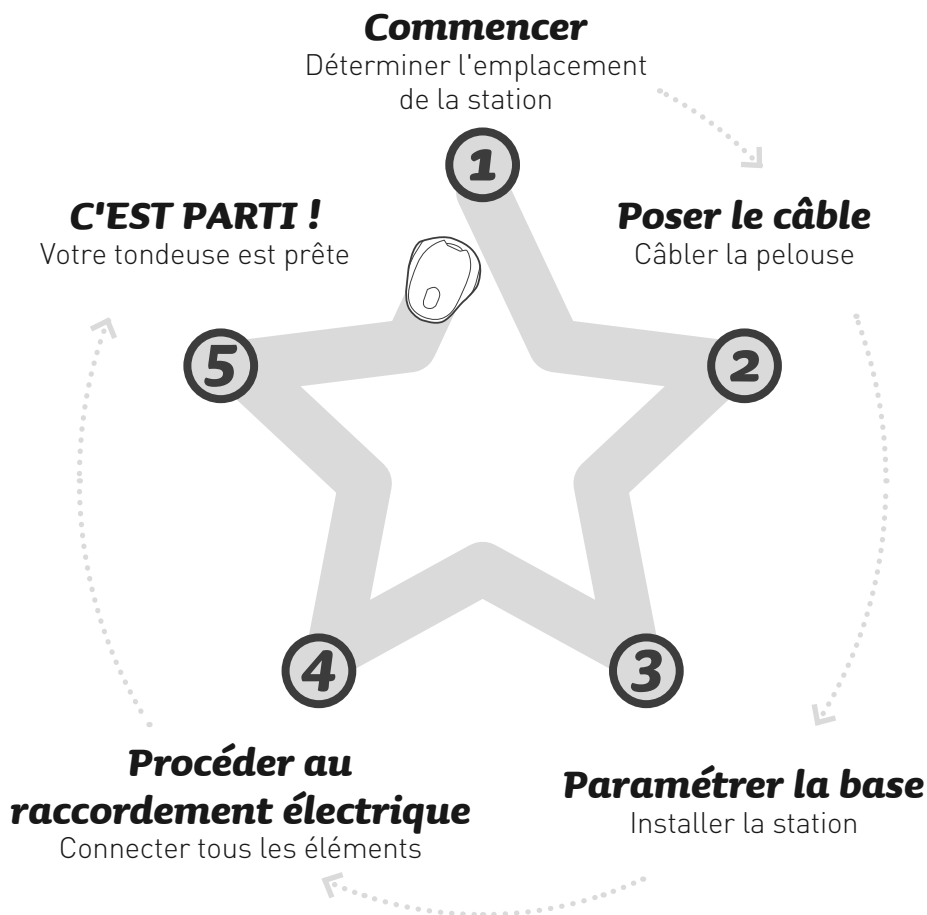 Commencer
Déterminer l'emplacement
de la station
1
Poser le câble
Câbler la pelouse
2
Paramétrer la base
Installer la station
3
Procéder au
raccordement électrique
Connecter tous les éléments
4
C'EST PARTI !
Votre tondeuse est prête
5